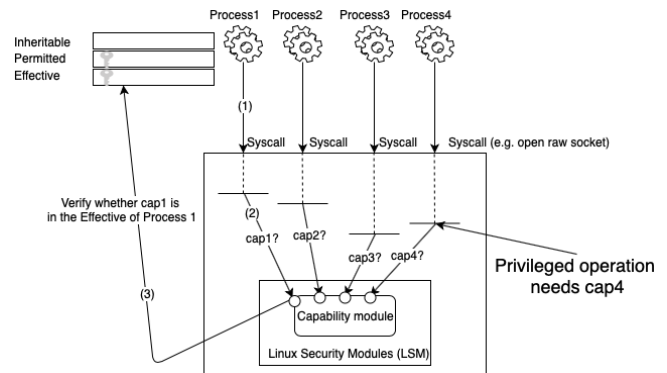 Process1
Process2
Process3
Process4
Inheritable
Permitted
Effective
(1)
Syscall
Syscall
Syscall
Syscall (e.g. open raw socket)
Verify whether cap1 is
in the Effective of Process 1
(2)
cap1?
cap2?
cap3?
cap4?
Privileged operation
needs cap4
(3)
Capability module
Linux Security Modules (LSM)